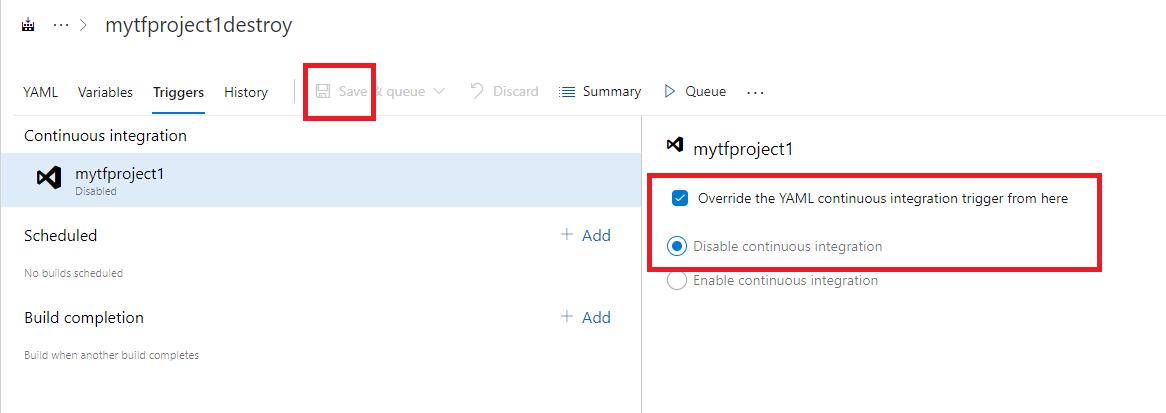 ··· > mytfproject1destroy
YAML Variables Triggers History Save & queue Discard Summary Queue ...
Continuous integration
mytfproject1
Disabled
Scheduled + Add
No builds scheduled
Build completion + Add
Build when another build completes
mytfproject1
Override the YAML continuous integration trigger from here
Disable continuous integration
Enable continuous integration